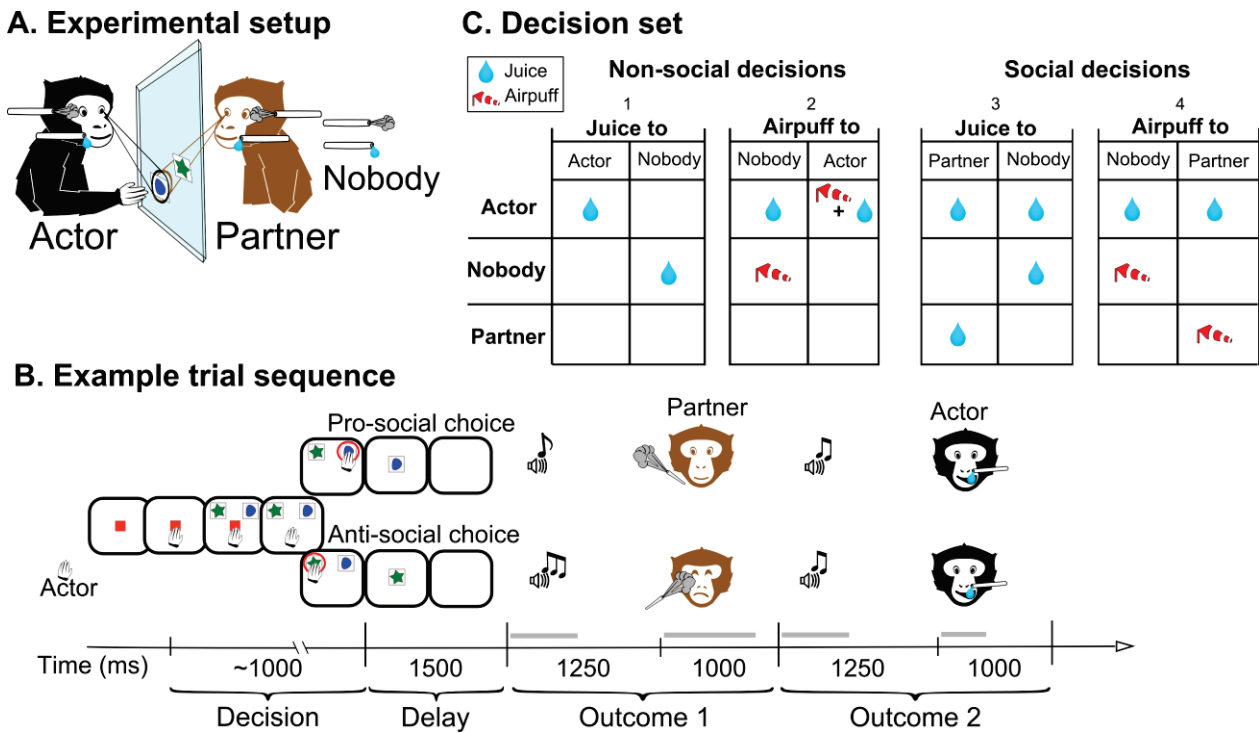 A. Experimental setup
Actor
Partner
Nobody
C. Decision set
Juice
Airpuff
Non-social decisions
Social decisions
1
2
3
4
Juice to
Airpuff to
Juice to
Airpuff to
Actor
Nobody
Nobody
Actor
Partner
Nobody
Nobody
Partner
Actor
+
Nobody
Partner
B. Example trial sequence
Pro-social choice
Partner
Actor
Anti-social choice
Actor
Time (ms)
~1000
1500
1250
1000
1250
1000
Decision
Delay
Outcome 1
Outcome 2